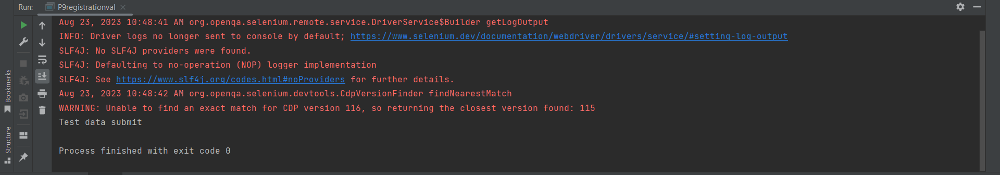 Run: P9registrationval
Aug 23, 2023 10:48:41 AM org.openqa.selenium.remote.service.DriverService$Builder getLogOutput
INFO: Driver logs no longer sent to console by default; https://www.selenium.dev/documentation/webdriver/drivers/service/#setting-log-output
SLF4J: No SLF4J providers were found.
SLF4J: Defaulting to no-operation (NOP) logger implementation
SLF4J: See https://www.slf4j.org/codes.html#noProviders for further details.
Aug 23, 2023 10:48:42 AM org.openqa.selenium.devtools.CdpVersionFinder findNearestMatch
WARNING: Unable to find an exact match for CDP version 116, so returning the closest version found: 115
Test data submit
Process finished with exit code 0
Bookmarks
Structure